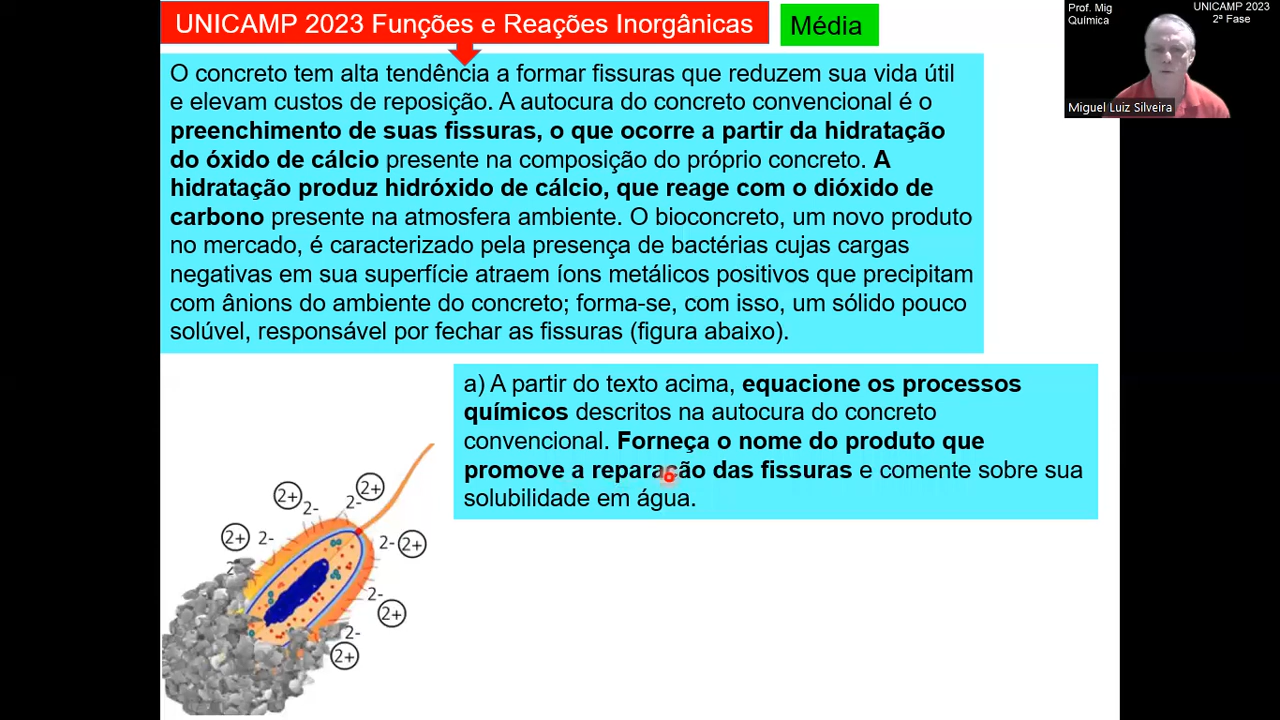 UNICAMP 2023 Funções e Reações Inorgânicas
Média
Prof. Mig
Química
UNICAMP 2023
2ª Fase
Miguel Luiz Silveira
O concreto tem alta tendência a formar fissuras que reduzem sua vida útil
e elevam custos de reposição. A autocura do concreto convencional é o
preenchimento de suas fissuras, o que ocorre a partir da hidratação
do óxido de cálcio presente na composição do próprio concreto. A
hidratação produz hidróxido de cálcio, que reage com o dióxido de
carbono presente na atmosfera ambiente. O bioconcreto, um novo produto
no mercado, é caracterizado pela presença de bactérias cujas cargas
negativas em sua superfície atraem íons metálicos positivos que precipitam
com ânions do ambiente do concreto; forma-se, com isso, um sólido pouco
solúvel, responsável por fechar as fissuras (figura abaixo).
a) A partir do texto acima, equacione os processos
químicos descritos na autocura do concreto
convencional. Forneça o nome do produto que
promove a reparação das fissuras e comente sobre sua
solubilidade em água.
2+
2-
2-
2+
2+
2-
2-
2+
2-
2-
2+
2-
2+